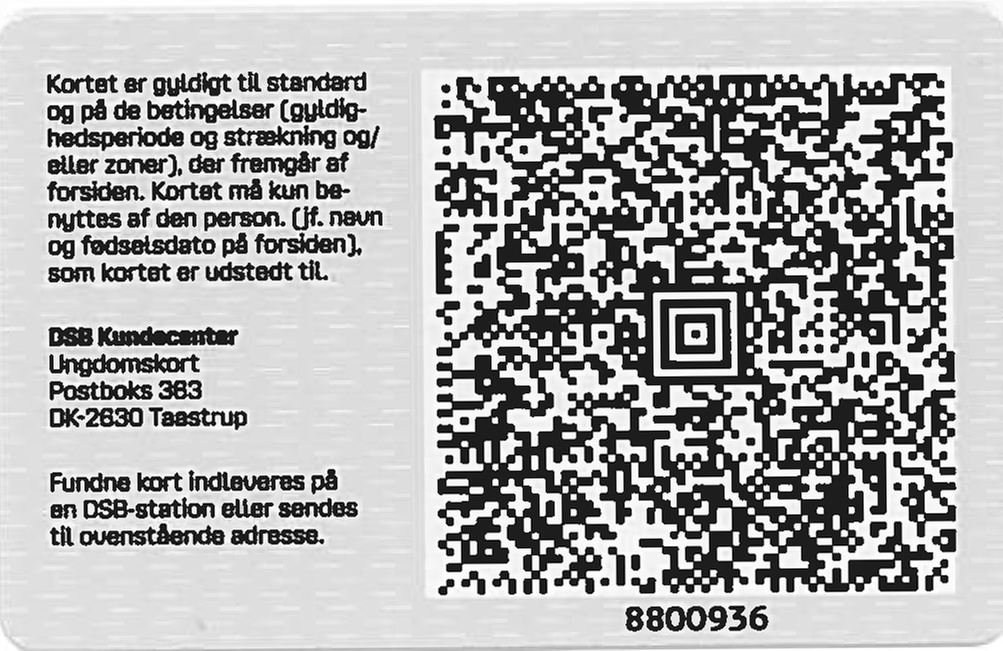 Kortet er gyldigt til standard
og på de betingelser (gyldig-
hedsperiode og strækning og/
eller zoner), der fremgår af
forsiden. Kortet må kun be-
nyttes af den person. (jf. navn
og fødselsdato på forsiden),
som kortet er udstedt til.
DSB Kundecenter
Ungdomskort
Postboks 363
DK-2630 Taastrup
Fundne kort indleveres på
en DSB-station eller sendes
til ovenstående adresse.
8800936